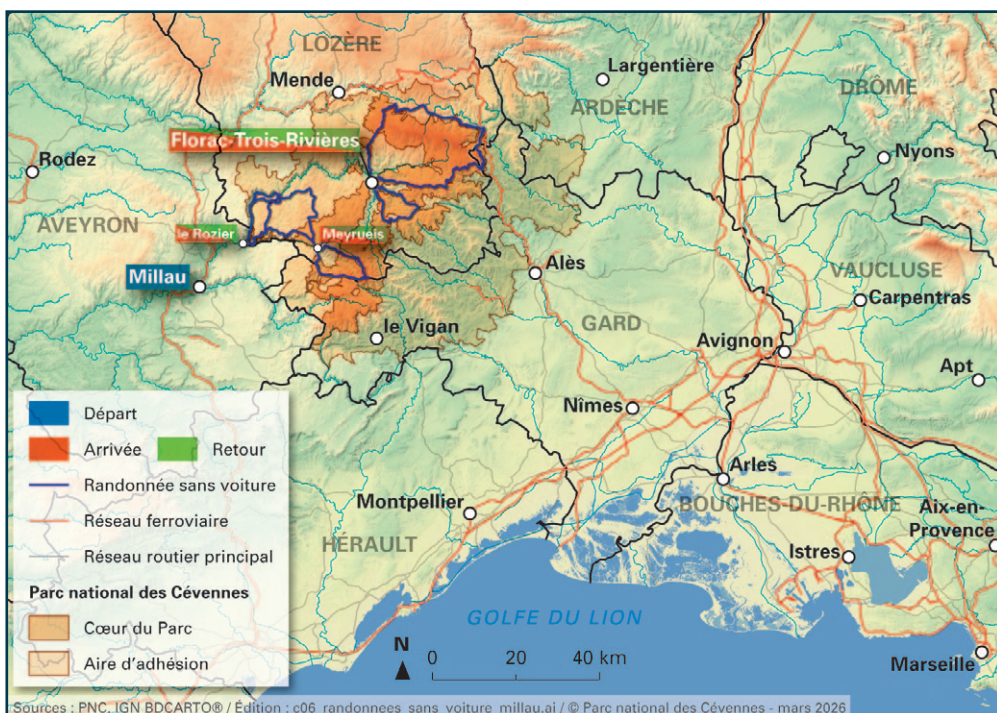 LOZÈRE
Mende
Largentière
ARDÈCHE
DRÔME
Florac-Trois-Rivières
Nyons
Rodez
AVEYRON
le Rozier
Meyrueis
Millau
Alès
VAUCLUSE
Carpentras
le Vigan
GARD
Avignon
Apt
Nîmes
Départ
Arrivée
Retour
Randonnée sans voiture
Réseau ferroviaire
Réseau routier principal
Parc national des Cévennes
Cœur du Parc
Aire d'adhésion
Arles
Montpellier
BOUCHES-DU-RHÔNE
Aix-en-
Provence
HÉRAULT
Istres
GOLFE DU LION
N
0 20 40 km
Marseille
Sources : PNC, IGN BDCARTO® / Édition : c06_randonnees_sans_voiture_millau.ai / © Parc national des Cévennes - mars 2026